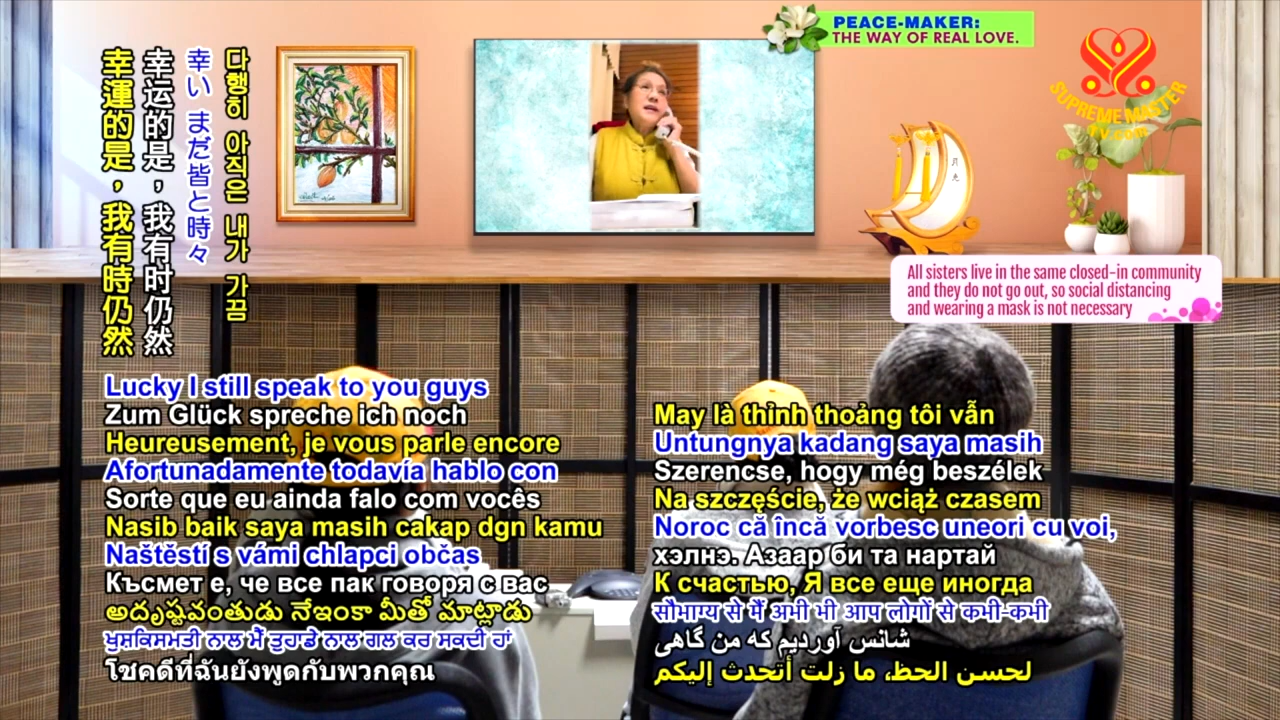 PEACE-MAKER:
THE WAY OF REAL LOVE.
SUPREME MASTER
TV.com
月
光
All sisters live in the same closed-in community
and they do not go out, so social distancing
and wearing a mask is not necessary
다행히 아직은 내가 가끔
幸い まだ皆と時々
幸运的是，我有时仍然
幸運的是，我有時仍然
Lucky I still speak to you guys
Zum Glück spreche ich noch
Heureusement, je vous parle encore
Afortunadamente todavía hablo con
Sorte que eu ainda falo com vocês
Nasib baik saya masih cakap dgn kamu
Naštěstí s vámi chlapci občas
Късмет е, че все пак говоря с вас
అదృష్టవంతుడు నేఇంకా మీతో మాట్లాడు
ਖੁਸ਼ਕਿਸਮਤੀ ਨਾਲ ਮੈਂ ਤੁਹਾਡੇ ਨਾਲ ਗਲ ਕਰ ਸਕਦੀ ਹਾਂ
โชคดีที่ฉันยังพูดกับพวกคุณ
May là thỉnh thoảng tôi vẫn
Untungnya kadang saya masih
Szerencse, hogy még beszélek
Na szczęście, że wciąż czasem
Noroc că încă vorbesc uneori cu voi,
хэлнэ. Азаар би та нартай
К счастью, Я все еще иногда
सौभाग्य से मैं अभी भी आप लोगों से कभी-कभी
شانس آوردیم که من گاهی
لحسن الحظ، ما زلت أتحدث إليكم